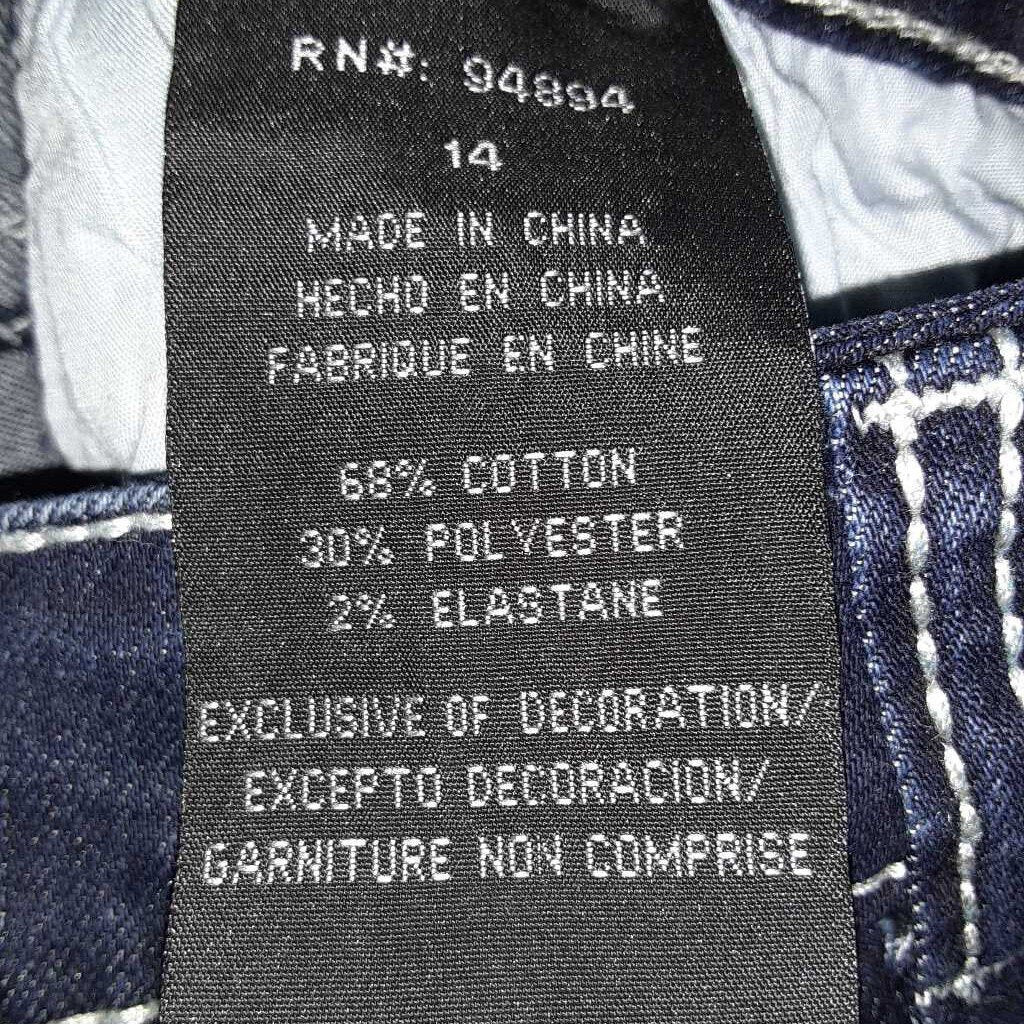 RN#: 94894
14
MADE IN CHINA
HECHO EN CHINA
FABRIQUE EN CHINE
68% COTTON
30% POLYESTER
2% ELASTANE
EXCLUSIVE OF DECORATION/
EXCEPTO DECORACION/
GARNITURE NON COMPRISE